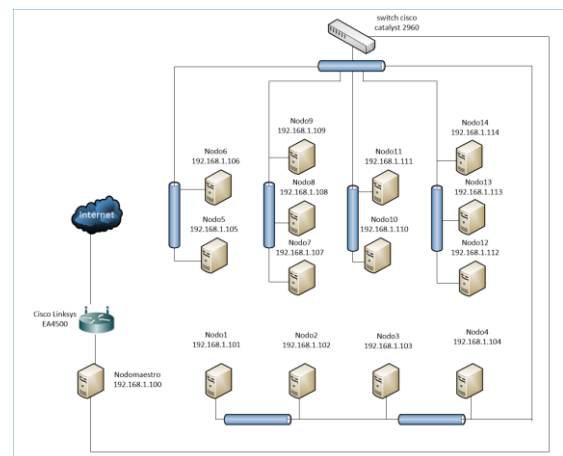 switch cisco
catalyst 2960
Nodo9
192.168.1.109
Nodo14
192.168.1.114
Nodo6
192.168.1.106
Nodo11
192.168.1.111
Nodo8
192.168.1.108
Nodo13
192.168.1.113
Internet
Nodo5
192.168.1.105
Nodo10
192.168.1.110
Nodo7
192.168.1.107
Nodo12
192.168.1.112
Cisco Linksys
EA4500
Nodo1
192.168.1.101
Nodo2
192.168.1.102
Nodo3
192.168.1.103
Nodo4
192.168.1.104
Nodomaestro
192.168.1.100